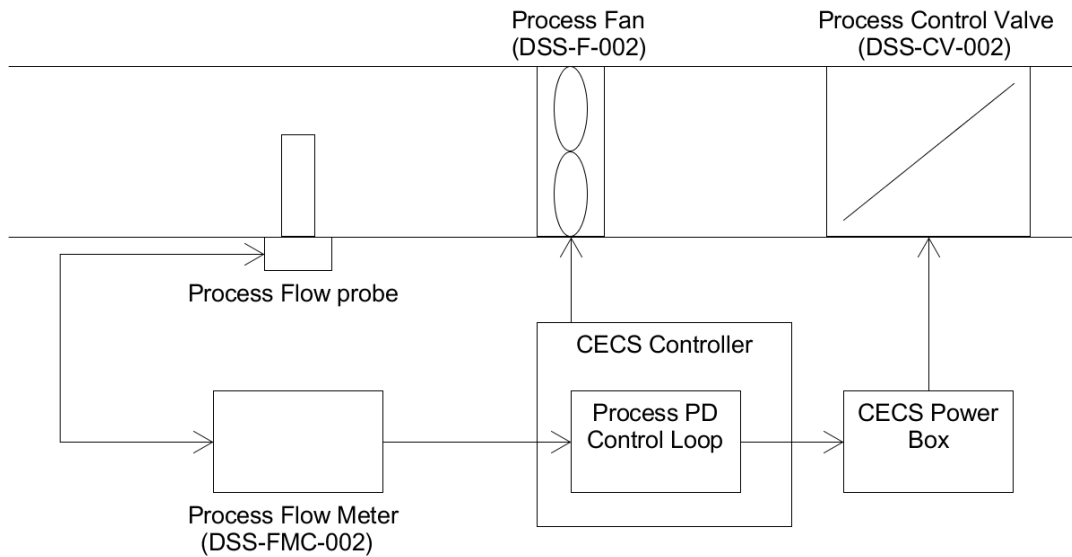 Process Fan
(DSS-F-002)
Process Control Valve
(DSS-CV-002)
Process Flow probe
CECS Controller
Process PD
Control Loop
CECS Power
Box
Process Flow Meter
(DSS-FMC-002)